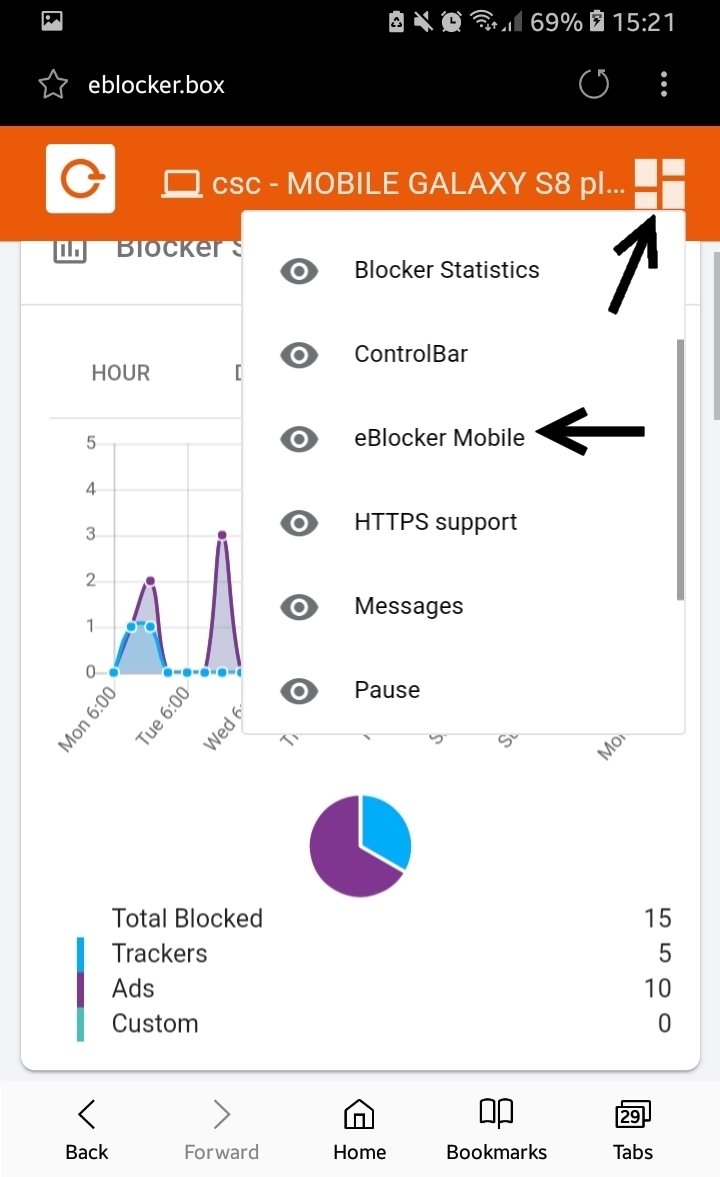 69% 15:21
eblocker.box
csc - MOBILE GALAXY S8 pl...
Blocker
Blocker Statistics
ControlBar
eBlocker Mobile
HTTPS support
Messages
Pause
HOUR
5
4
3
2
1
0
Mon 6:00
Tue 6:00
Wed 6:
Total Blocked 15
Trackers 5
Ads 10
Custom 0
29
Back
Forward
Home
Bookmarks
Tabs